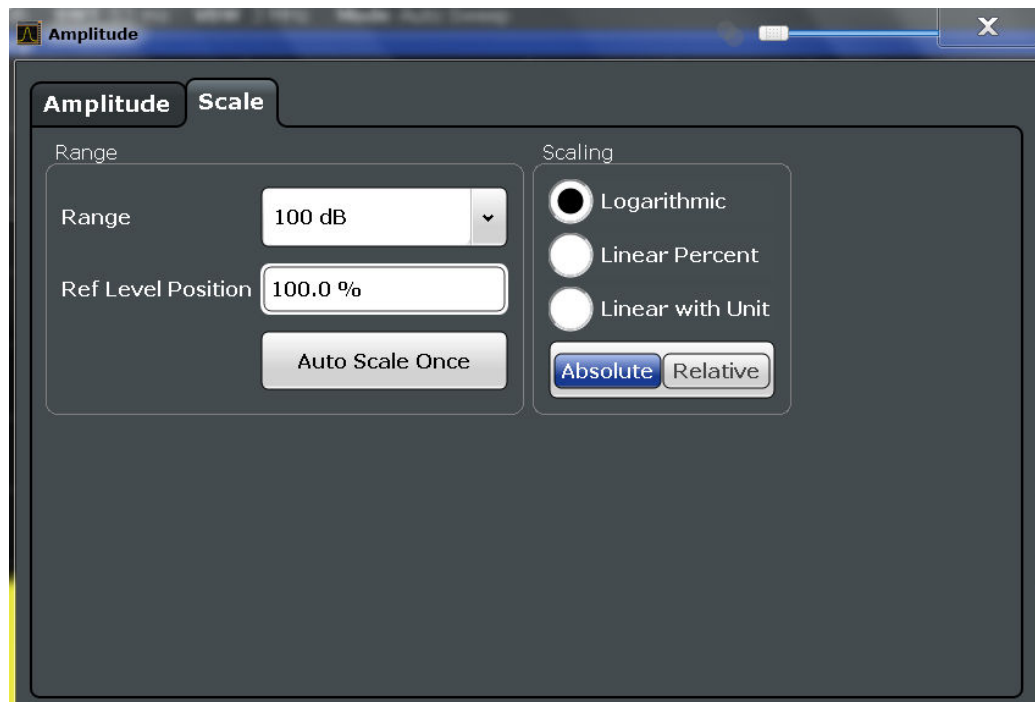 Amplitude
X
Amplitude Scale
Range
Range 100 dB
Ref Level Position 100.0 %
Auto Scale Once
Scaling
Logarithmic
Linear Percent
Linear with Unit
Absolute Relative